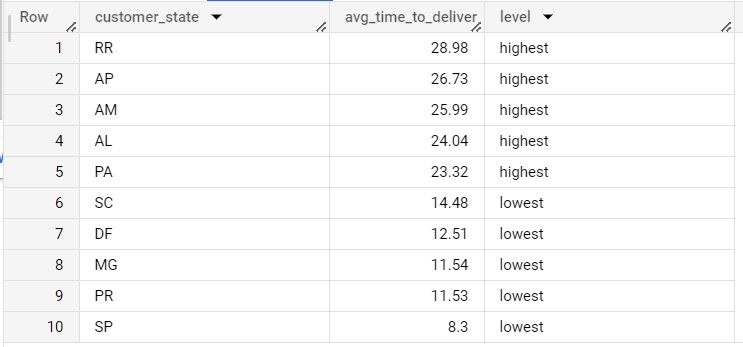 Row customer_state avg_time_to_deliver level
1 RR 28.98 highest
2 AP 26.73 highest
3 AM 25.99 highest
4 AL 24.04 highest
5 PA 23.32 highest
6 SC 14.48 lowest
7 DF 12.51 lowest
8 MG 11.54 lowest
9 PR 11.53 lowest
10 SP 8.3 lowest